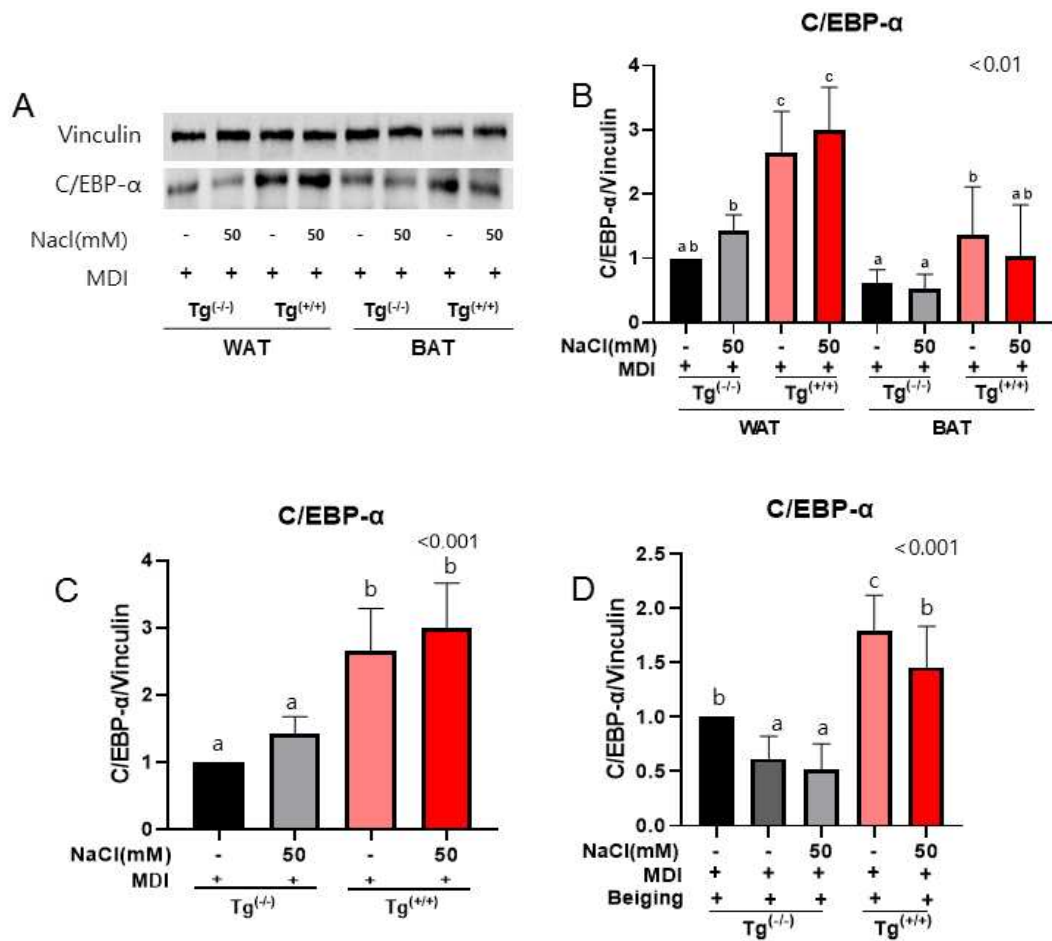 A
Vinculin
C/EBP-α
Nacl(mM) - 50 - 50 - 50 - 50
MDI + + + + + + + +
Tg(-/-) Tg(+/+) Tg(-/-) Tg(+/+)
WAT BAT
B
C/EBP-α
<0.01
C/EBP-α/Vinculin
4
3
2
1
0
a b b c c a a b a b
NaCl(mM) - 50 - 50 - 50 - 50
MDI + + + + + + + +
Tg(-/-) Tg(+/+) Tg(-/-) Tg(+/+)
WAT BAT
C
C/EBP-α
<0.001
C/EBP-α/Vinculin
4
3
2
1
0
a a b b
NaCl(mM) - 50 - 50
MDI + + + +
Tg(-/-) Tg(+/+)
D
C/EBP-α
<0.001
C/EBP-α/Vinculin
2.5
2.0
1.5
1.0
0.5
0.0
b a a c b
NaCl(mM) - - 50 - 50
MDI + + + + +
Beiging + + + + +
Tg(-/-) Tg(+/+)